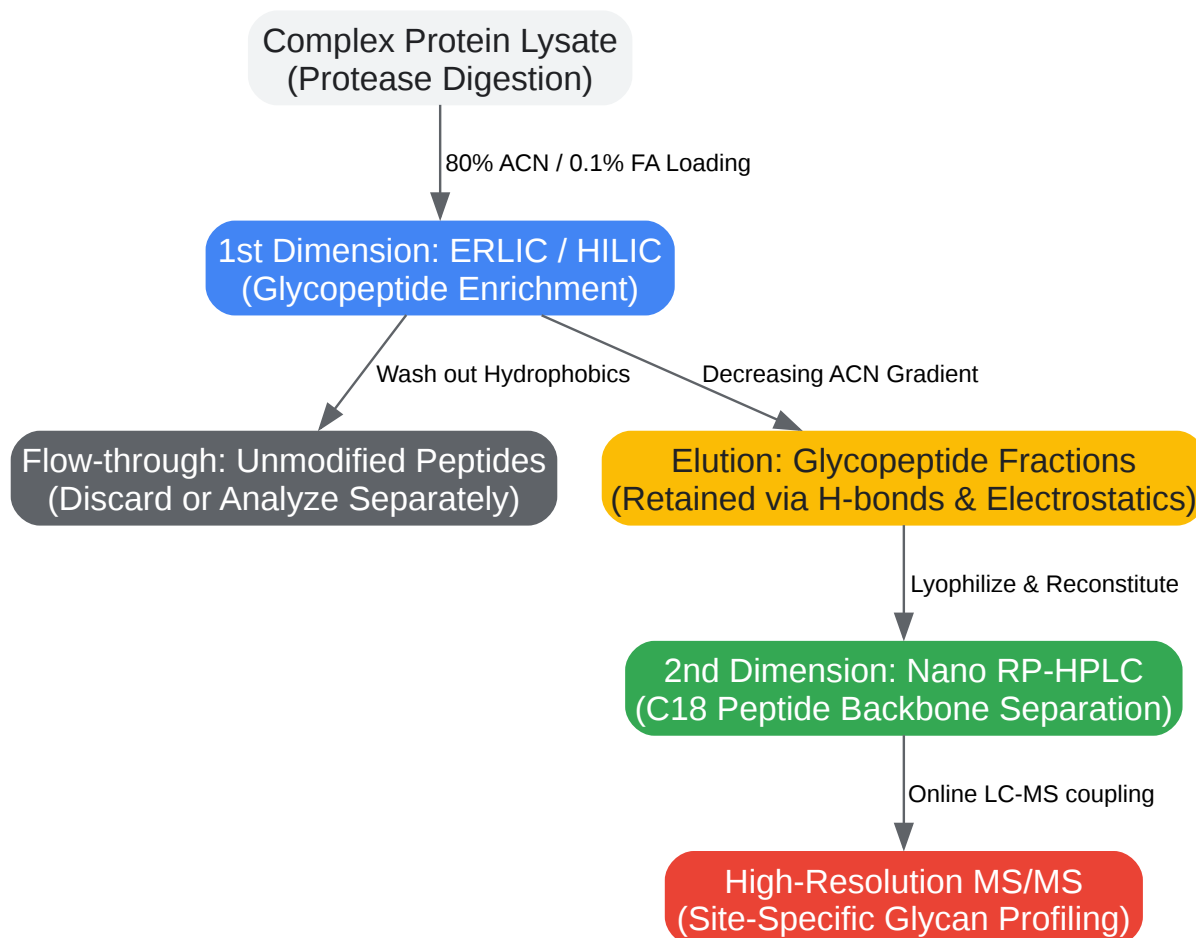 Complex Protein Lysate
(Protease Digestion)
80% ACN / 0.1% FA Loading
1st Dimension: ERLIC / HILIC
(Glycopeptide Enrichment)
Wash out Hydrophobics
Decreasing ACN Gradient
Flow-through: Unmodified Peptides
(Discard or Analyze Separately)
Elution: Glycopeptide Fractions
(Retained via H-bonds & Electrostatics)
Lyophilize & Reconstitute
2nd Dimension: Nano RP-HPLC
(C18 Peptide Backbone Separation)
Online LC-MS coupling
High-Resolution MS/MS
(Site-Specific Glycan Profiling)